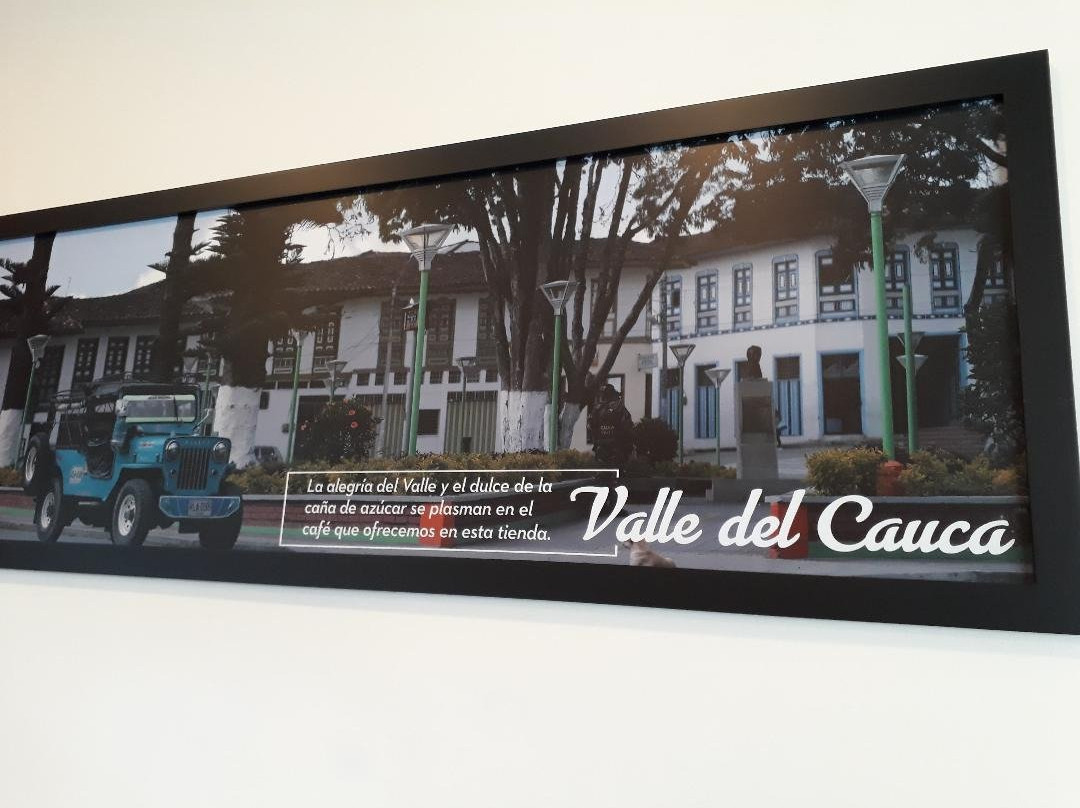 La alegría del Valle y el dulce de la
caña de azúcar se plasman en el
café que ofrecemos en esta tienda.
Valle del Cauca